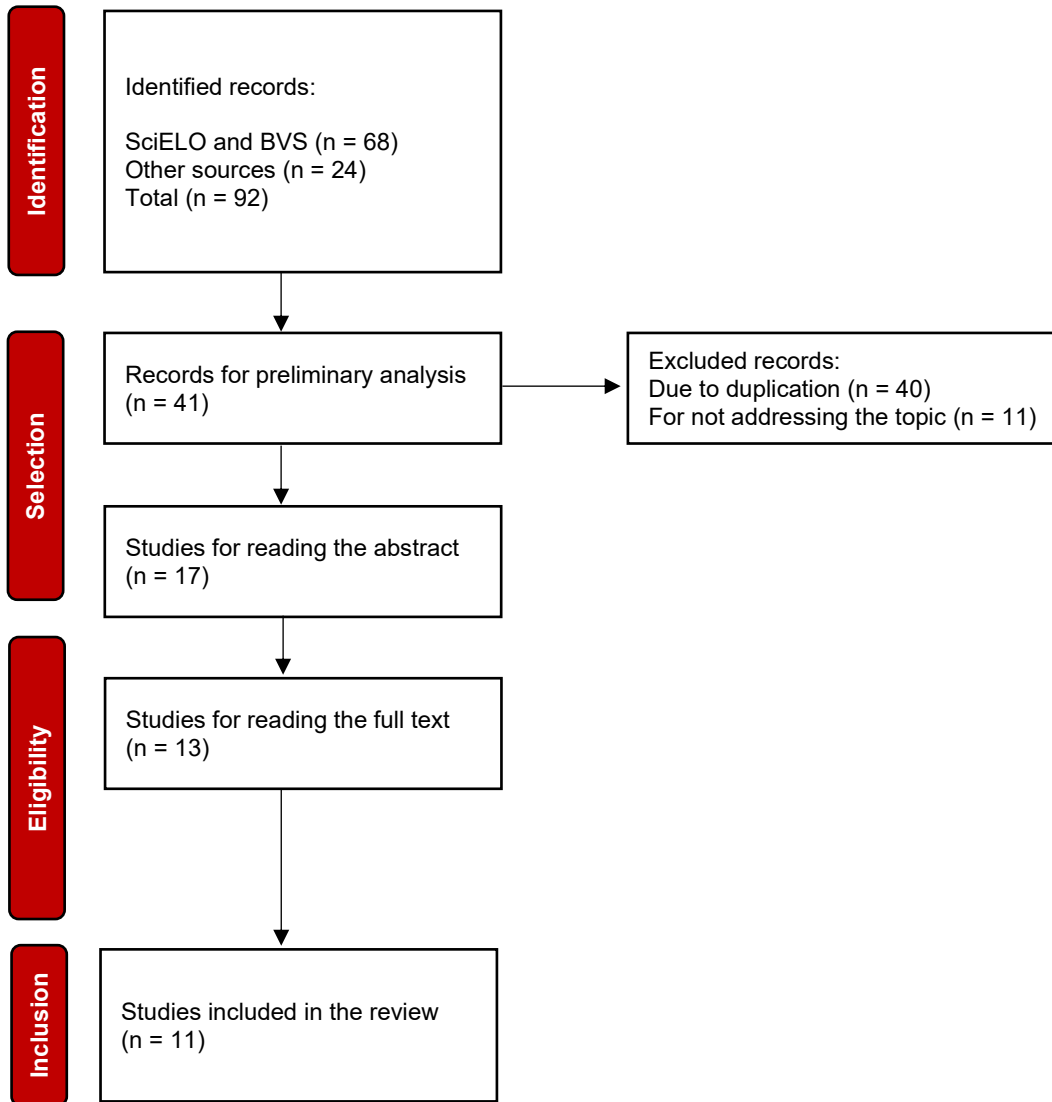 Identification
Identified records:
SciELO and BVS (n = 68)
Other sources (n = 24)
Total (n = 92)
Selection
Records for preliminary analysis
(n = 41)
Excluded records:
Due to duplication (n = 40)
For not addressing the topic (n = 11)
Studies for reading the abstract
(n = 17)
Eligibility
Studies for reading the full text
(n = 13)
Inclusion
Studies included in the review
(n = 11)